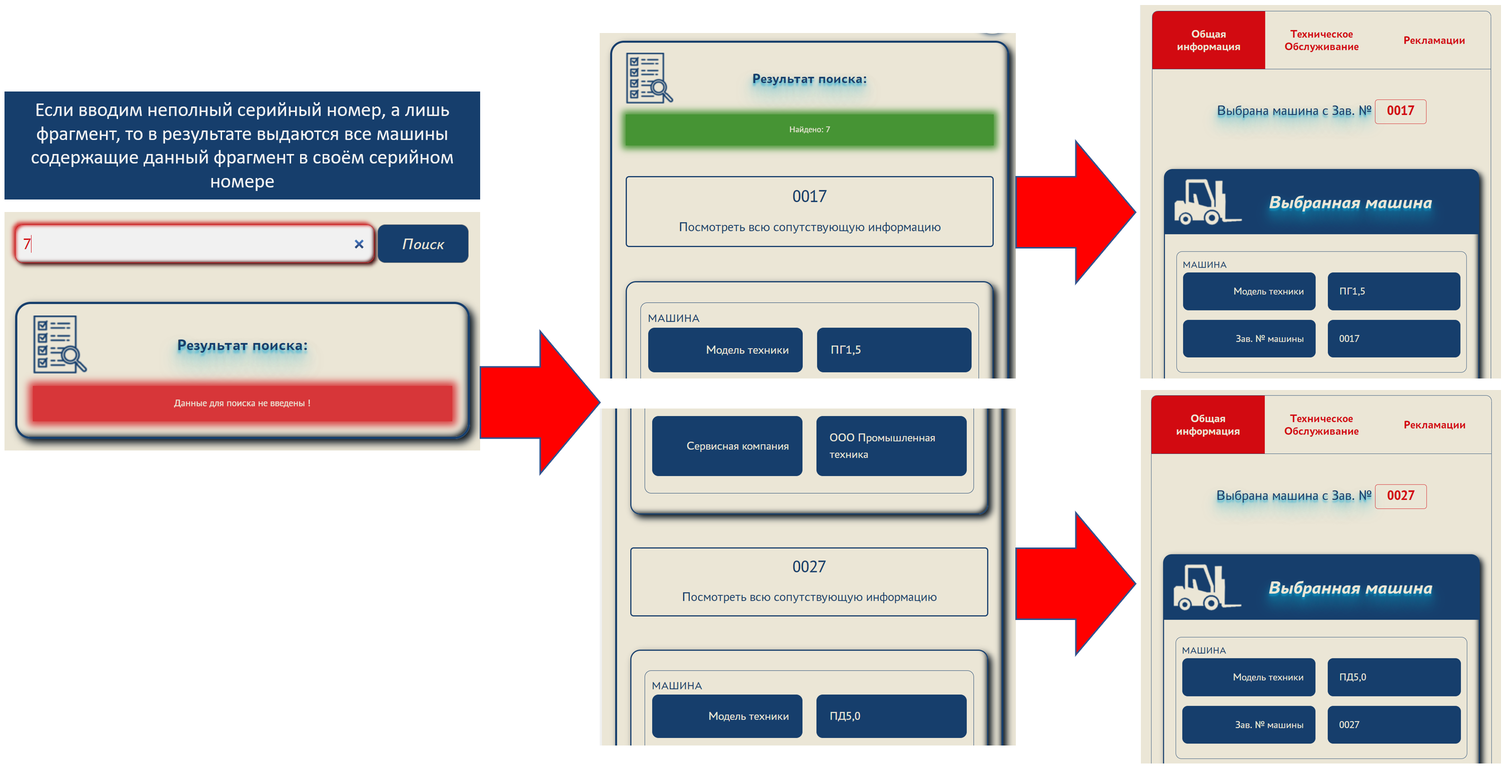 Если вводим неполный серийный номер, а лишь
фрагмент, то в результате выдаются все машины
содержащие данный фрагмент в своём серийном
номере
7
Поиск
Результат поиска:
Данные для поиска не введены !
Результат поиска:
Найдено: 7
0017
Посмотреть всю сопутствующую информацию
МАШИНА
Модель техники
ПГ1,5
Сервисная компания
ООО Промышленная
техника
0027
Посмотреть всю сопутствующую информацию
МАШИНА
Модель техники
ПД5,0
Общая
информация
Техническое
Обслуживание
Рекламации
Выбрана машина с Зав. № 0017
Выбранная машина
МАШИНА
Модель техники
ПГ1,5
Зав. № машины
0017
Общая
информация
Техническое
Обслуживание
Рекламации
Выбрана машина с Зав. № 0027
Выбранная машина
МАШИНА
Модель техники
ПД5,0
Зав. № машины
0027